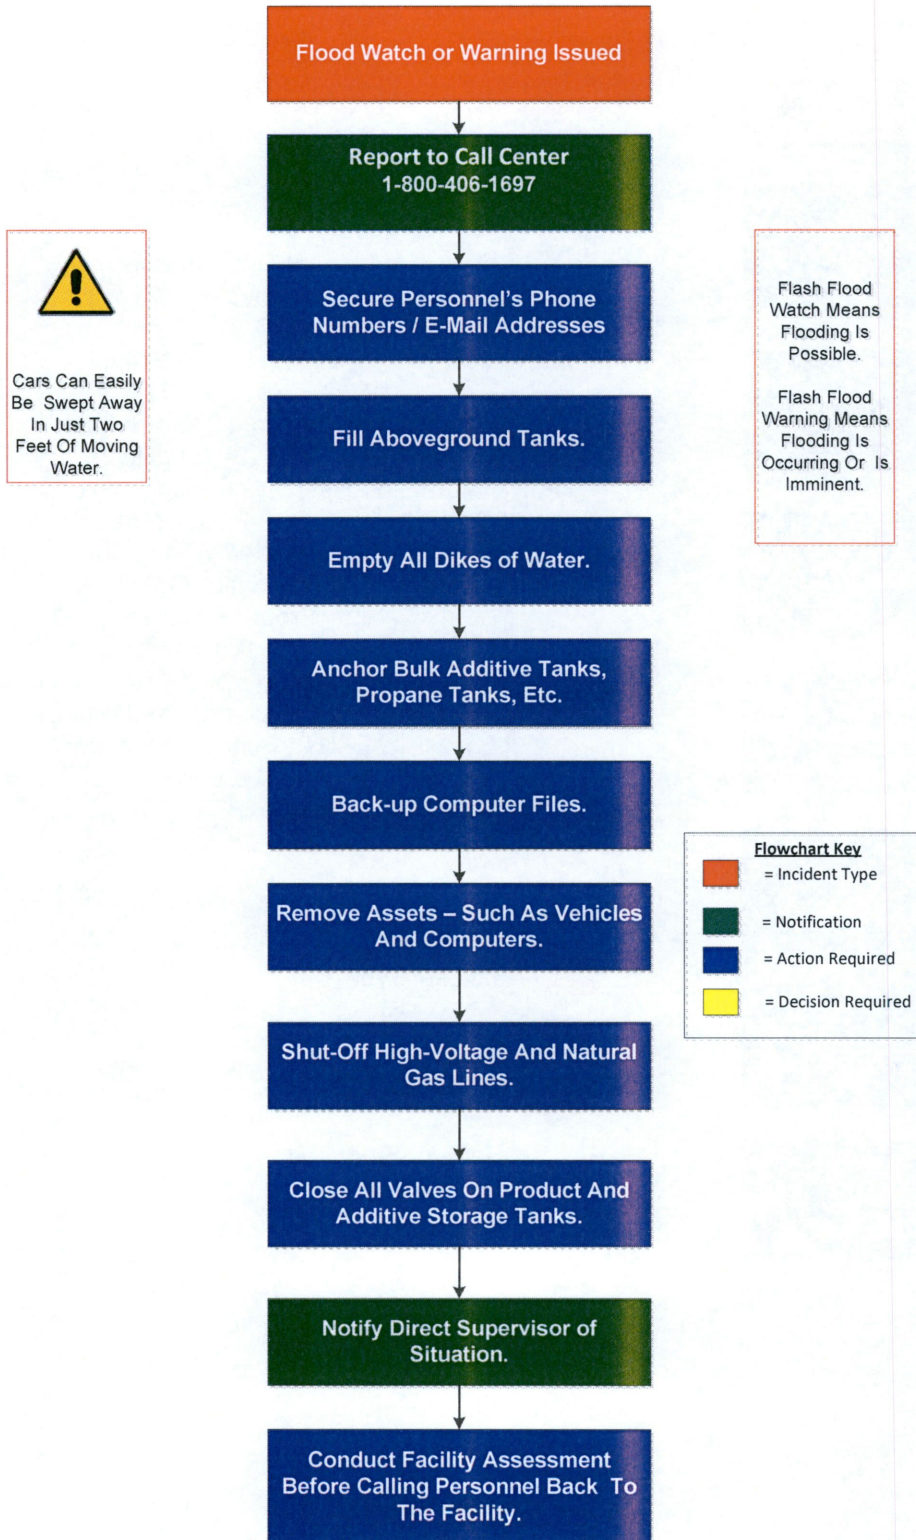 Flood Watch or Warning Issued
Report to Call Center
1-800-406-1697
Secure Personnel's Phone
Numbers / E-Mail Addresses
Fill Aboveground Tanks.
Empty All Dikes of Water.
Anchor Bulk Additive Tanks,
Propane Tanks, Etc.
Back-up Computer Files.
Remove Assets – Such As Vehicles
And Computers.
Shut-Off High-Voltage And Natural
Gas Lines.
Close All Valves On Product And
Additive Storage Tanks.
Notify Direct Supervisor of
Situation.
Conduct Facility Assessment
Before Calling Personnel Back To
The Facility.
Cars Can Easily
Be Swept Away
In Just Two
Feet Of Moving
Water.
Flash Flood
Watch Means
Flooding Is
Possible.
Flash Flood
Warning Means
Flooding Is
Occurring Or Is
Imminent.
Flowchart Key
= Incident Type
= Notification
= Action Required
= Decision Required